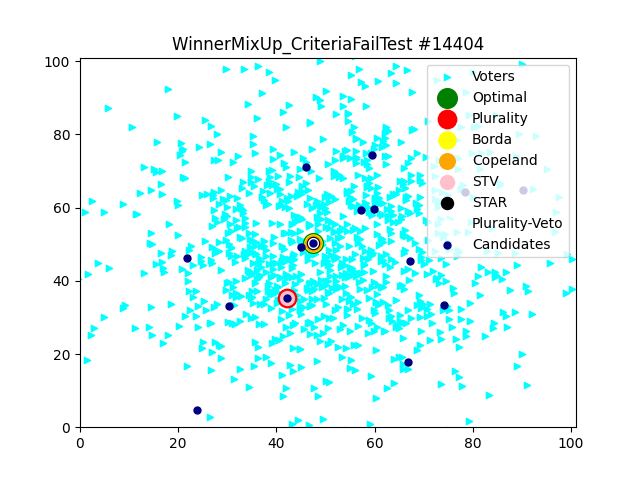 WinnerMixUp_CriteriaFailTest #14404
100
80
60
40
20
0
0
20
40
60
80
100
Voters
Optimal
Plurality
Borda
Copeland
STV
STAR
Plurality-Veto
Candidates